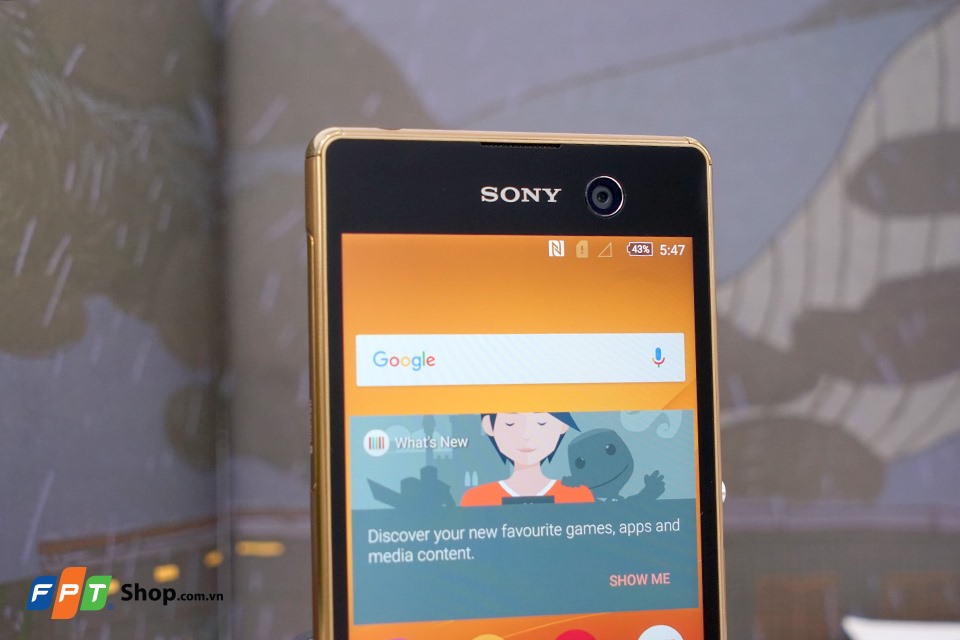 SONY
43% 5:47
Google
What's New
Discover your new favourite games, apps and
media content.
SHOW ME
FPT Shop.com.vn